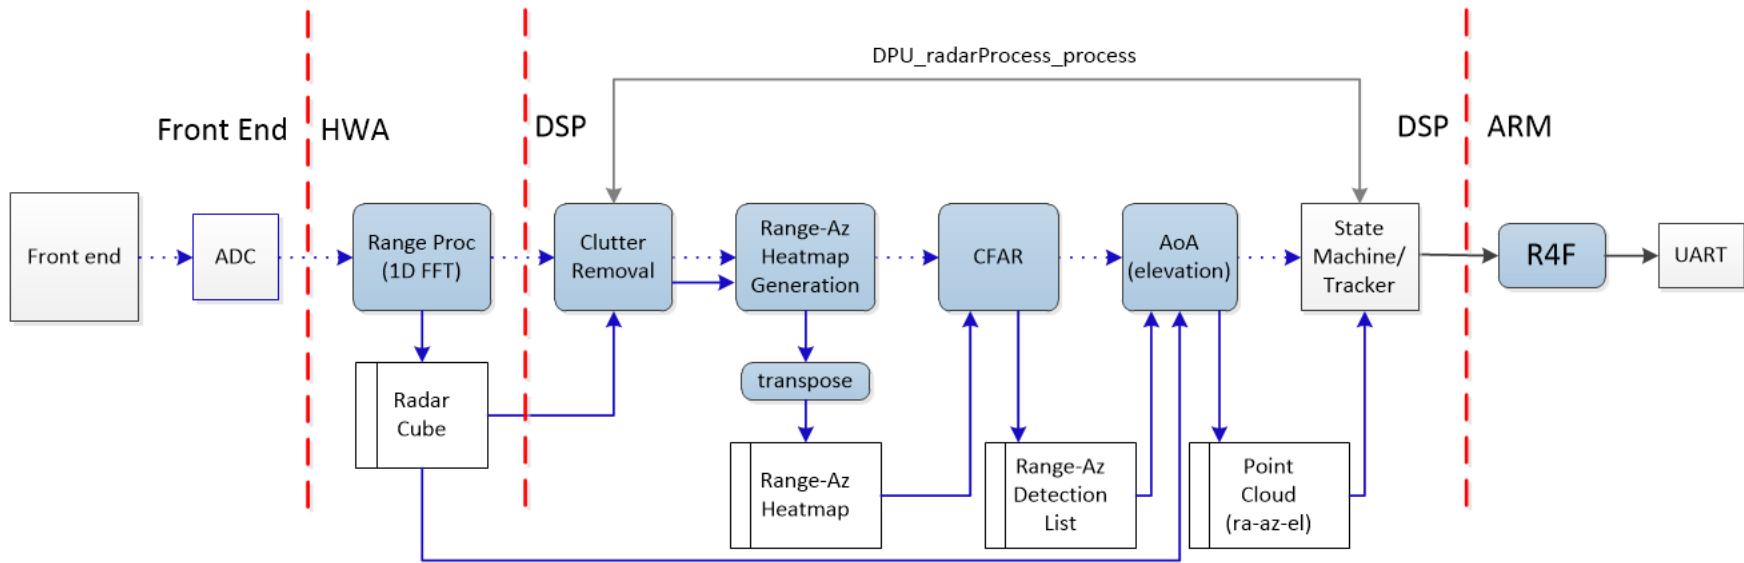 DPU_radarProcess_process
Front End
HWA
DSP
DSP
ARM
Front end
ADC
Range Proc
(1D FFT)
Clutter
Removal
Range-Az
Heatmap
Generation
CFAR
AoA
(elevation)
State
Machine/
Tracker
R4F
UART
transpose
Radar
Cube
Range-Az
Heatmap
Range-Az
Detection
List
Point
Cloud
(ra-az-el)